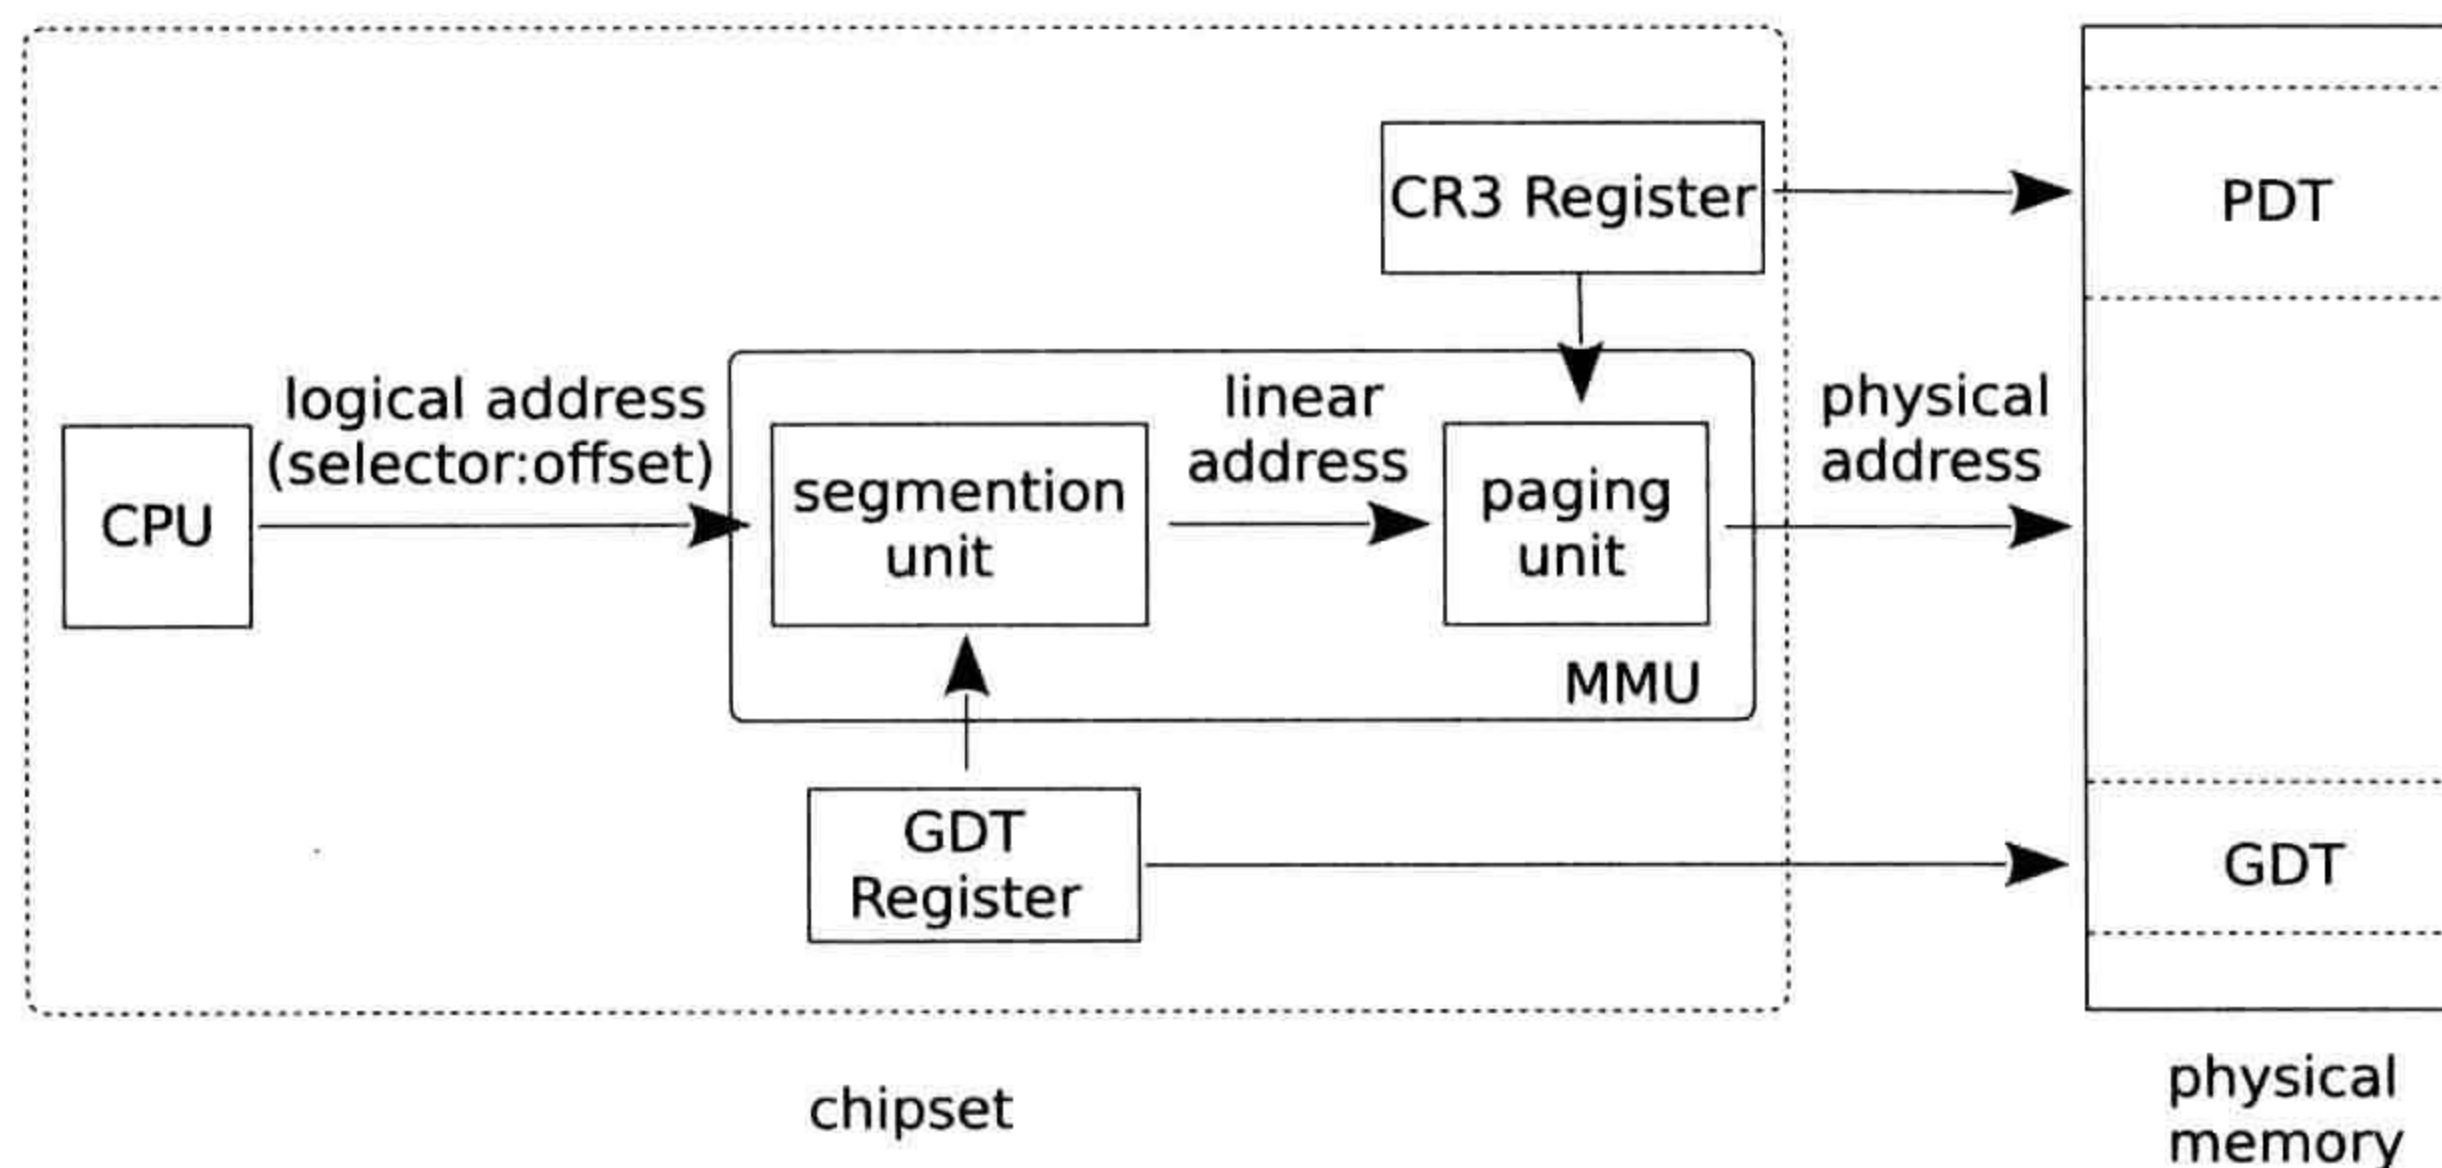 CR3 Register
PDT
logical address
(selector:offset)
linear
address
physical
address
CPU
segmention
unit
paging
unit
MMU
GDT
Register
GDT
chipset
physical
memory